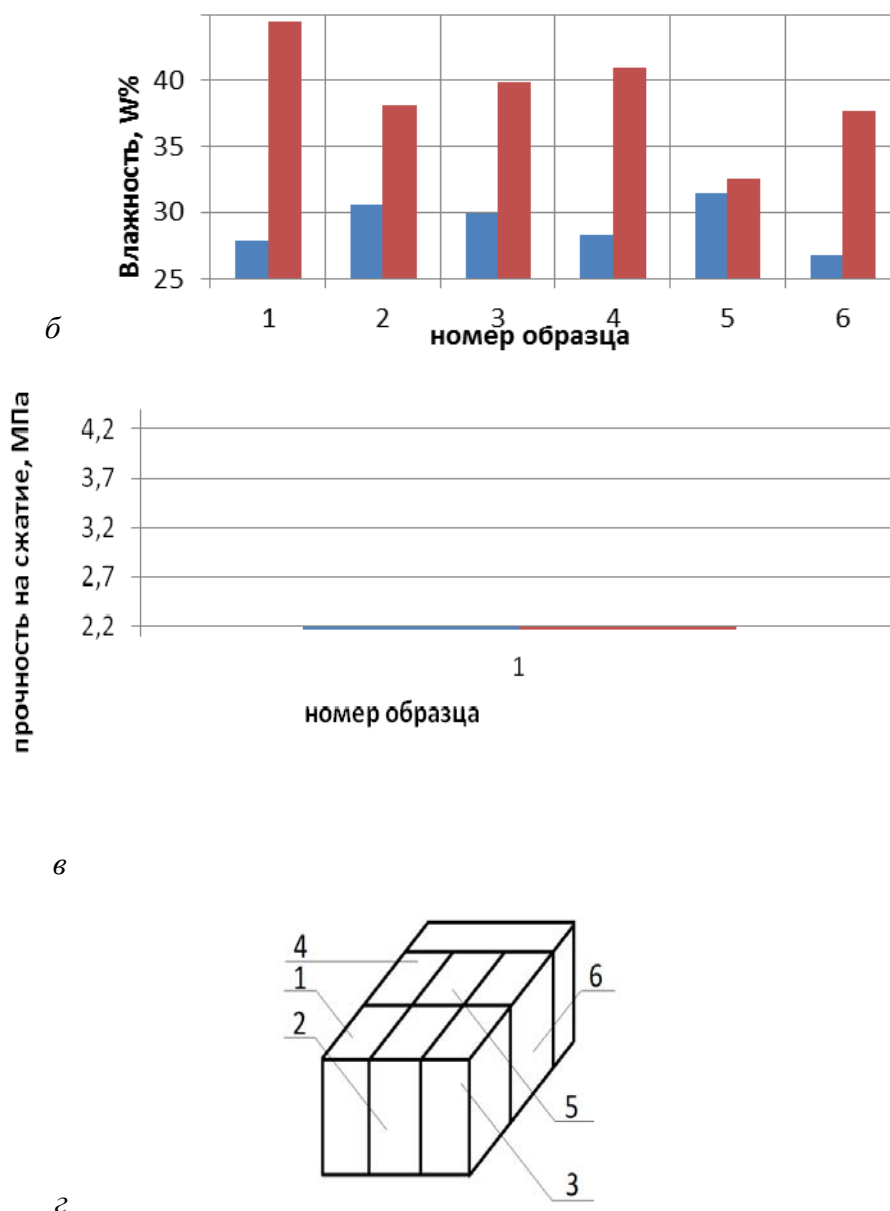 Влажность, W%
40
35
30
25
1 2 3 4 5 6
номер образца
б
прочность на сжатие, МПа
4,2
3,7
3,2
2,7
2,2
1
номер образца
в
4
1
2
6
5
3
г